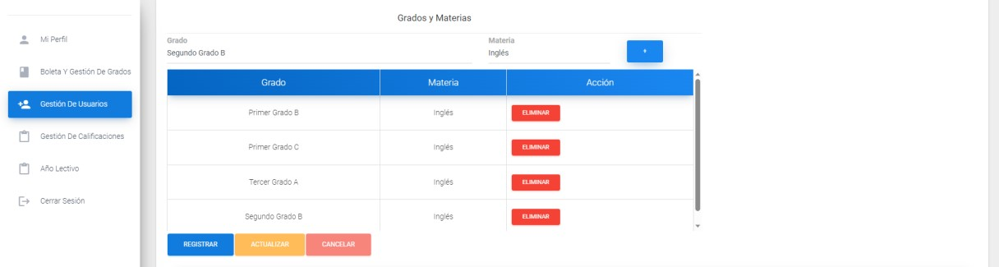 Grados y Materias
Mi Perfil
Boleta Y Gestión De Grados
Gestión De Usuarios
Gestión De Calificaciones
Año Lectivo
Cerrar Sesión
Grado Materia
Segundo Grado B Inglés +
Grado Materia Acción
Primer Grado B Inglés ELIMINAR
Primer Grado C Inglés ELIMINAR
Tercer Grado A Inglés ELIMINAR
Segundo Grado B Inglés ELIMINAR
REGISTRAR ACTUALIZAR CANCELAR